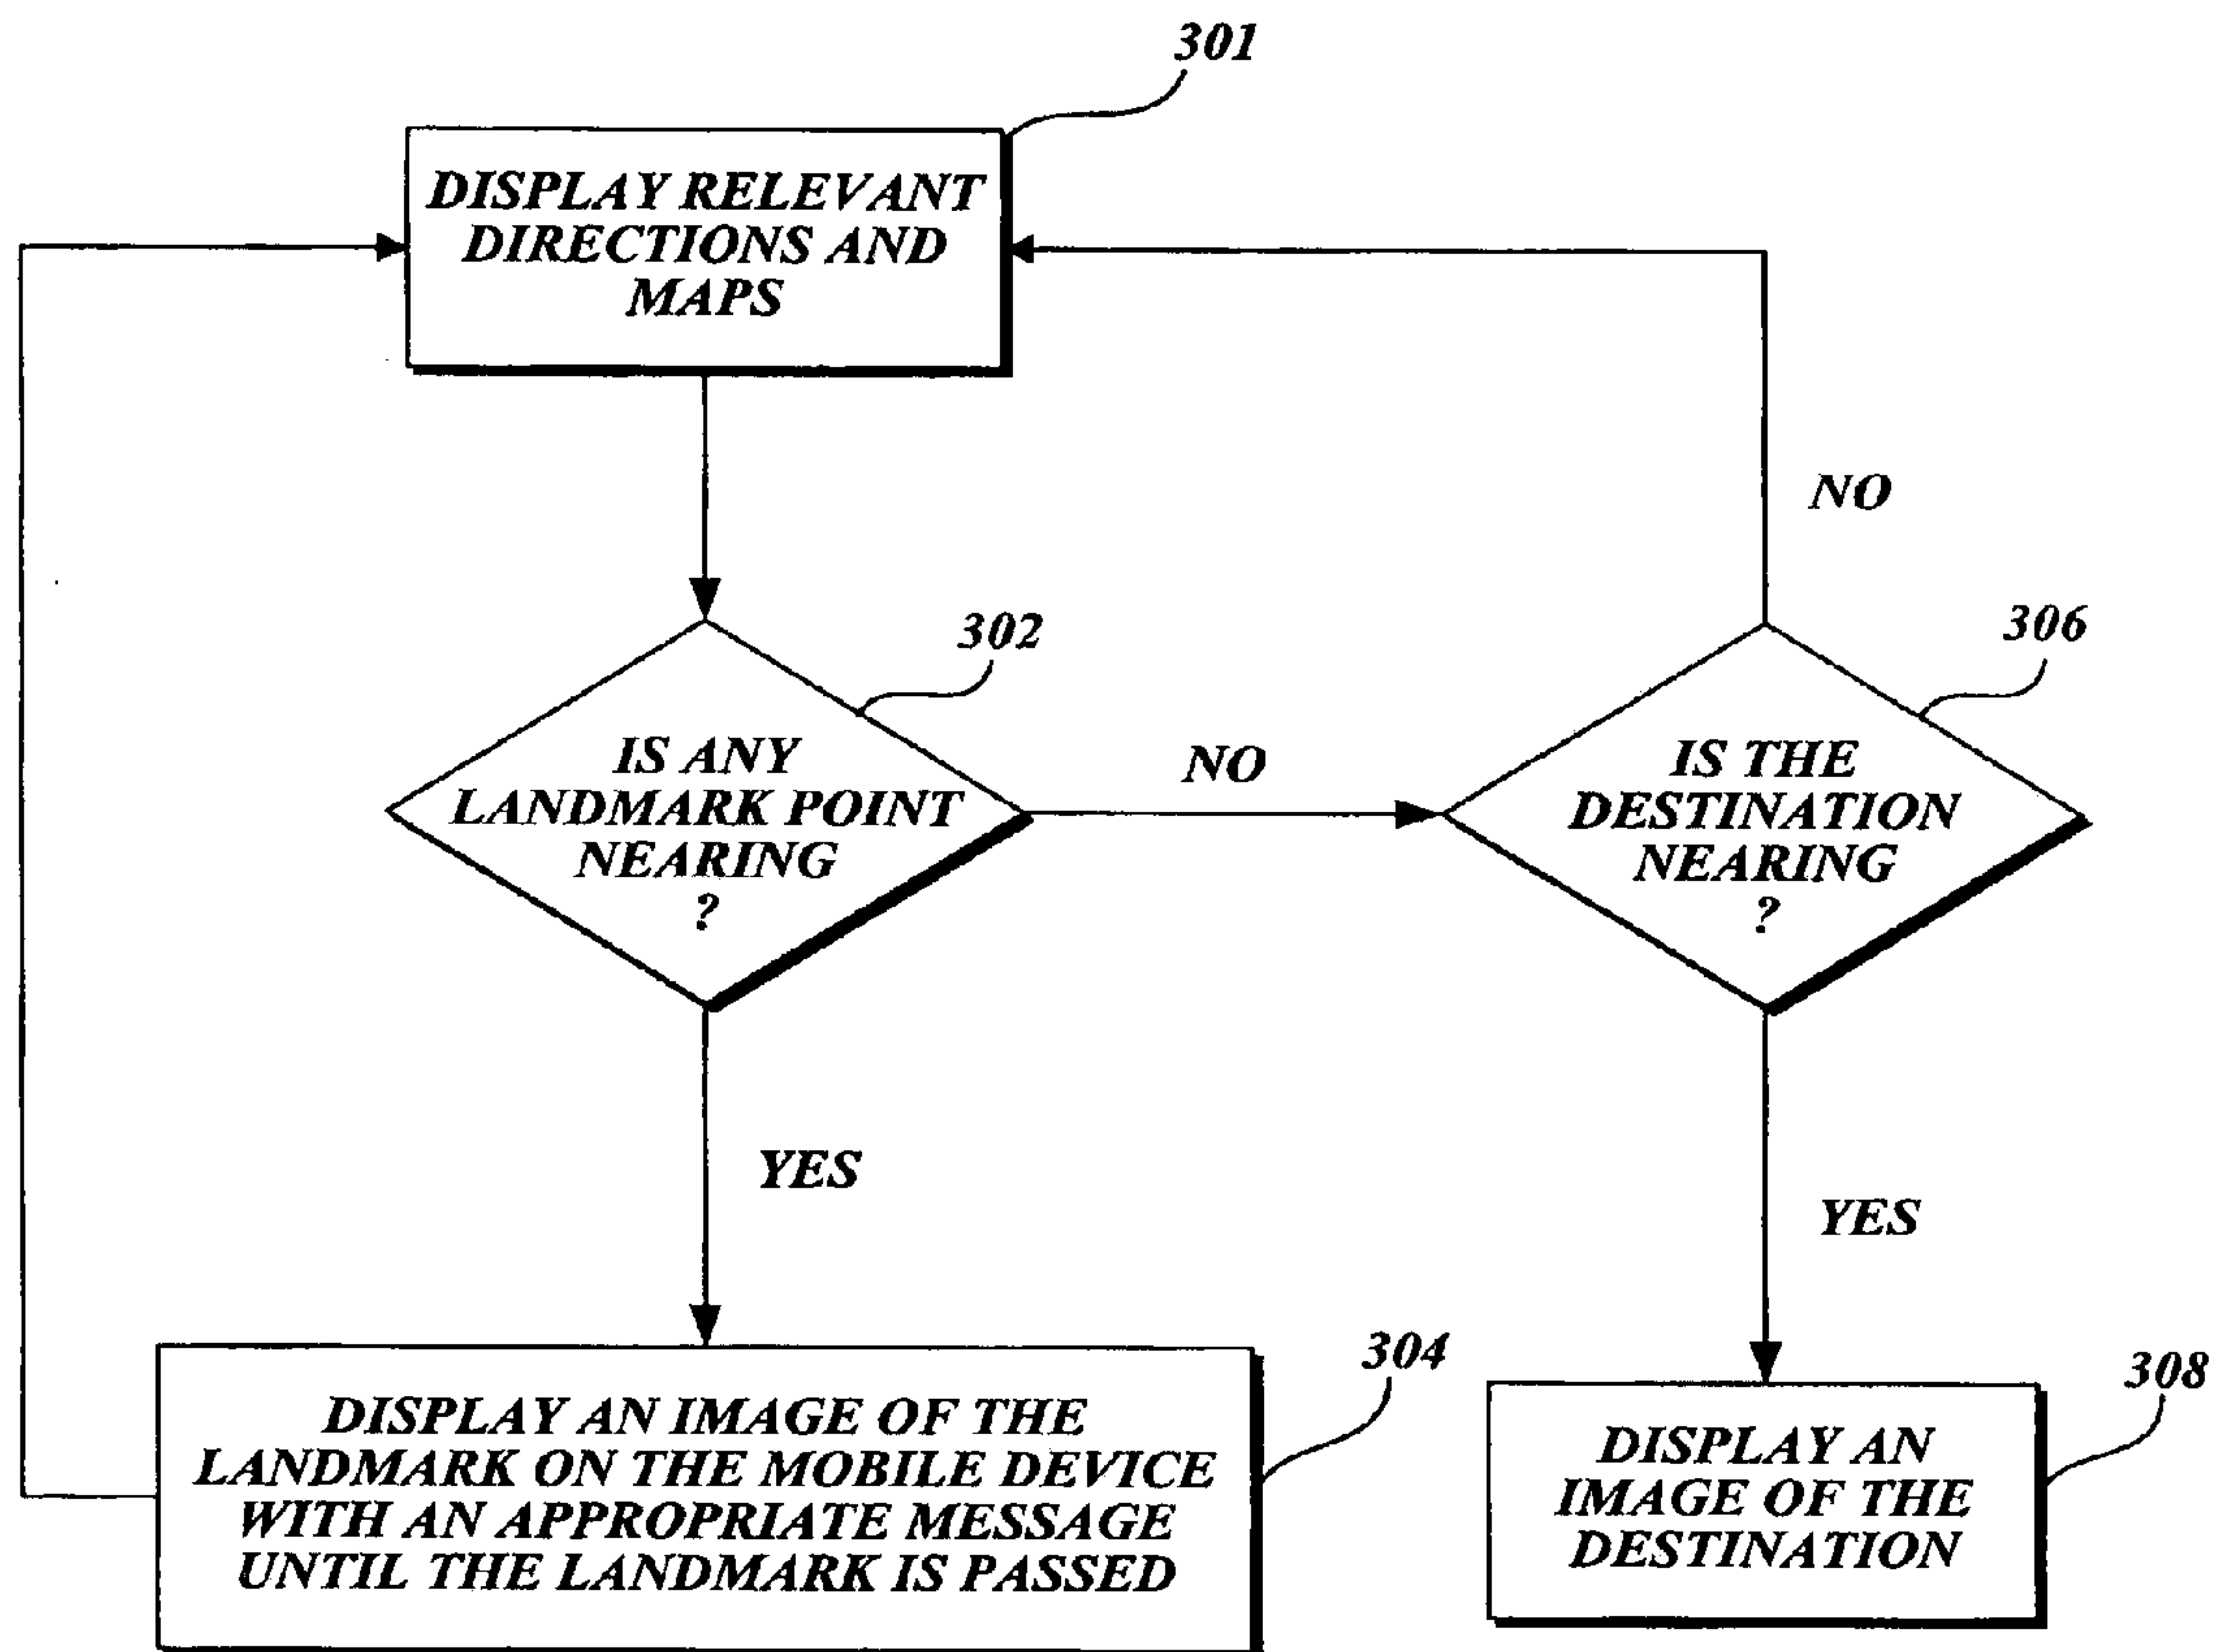 301
DISPLAY RELEVANT
DIRECTIONS AND
MAPS
NO
302
306
IS ANY
LANDMARK POINT
NEARING
?
NO
IS THE
DESTINATION
NEARING
?
YES
YES
304
308
DISPLAY AN IMAGE OF THE
LANDMARK ON THE MOBILE DEVICE
WITH AN APPROPRIATE MESSAGE
UNTIL THE LANDMARK IS PASSED
DISPLAY AN
IMAGE OF THE
DESTINATION